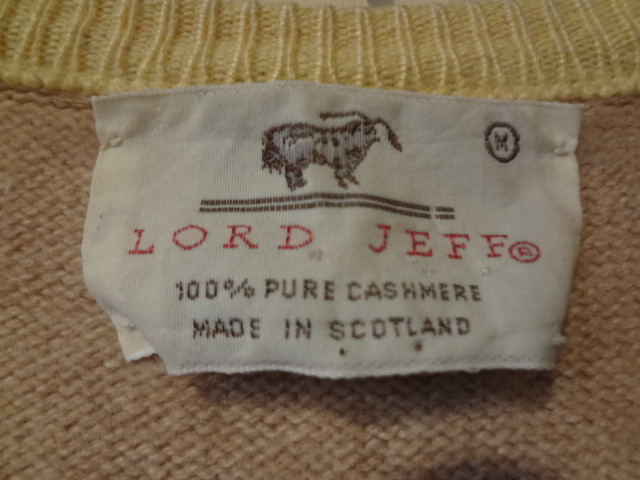 M
LORD JEFF®
100% PURE CASHMERE
MADE IN SCOTLAND